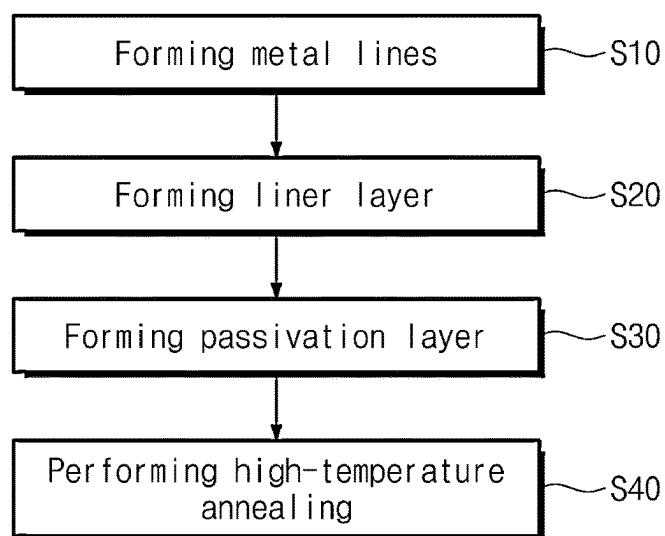 Forming metal lines S10
Forming liner layer S20
Forming passivation layer S30
Performing high-temperature
annealing S40